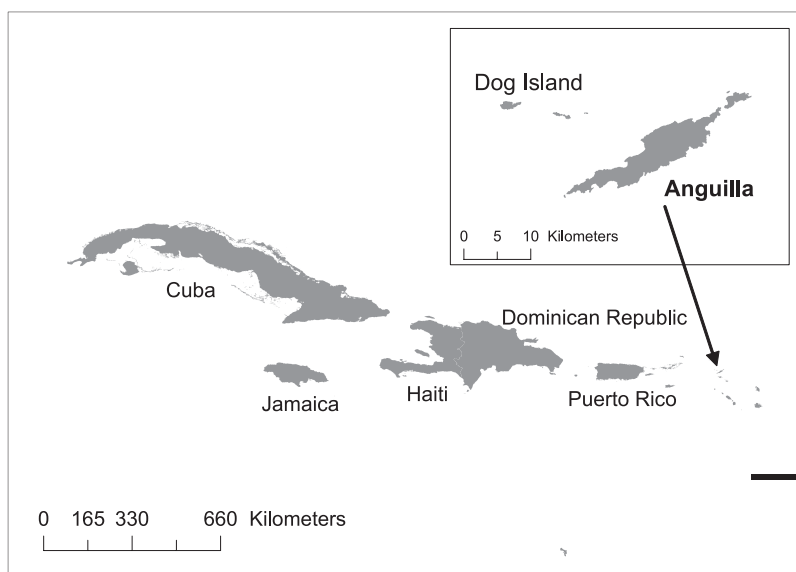 Dog Island
Anguilla
0 5 10 Kilometers
Cuba
Dominican Republic
Jamaica
Haiti
Puerto Rico
0 165 330 660 Kilometers